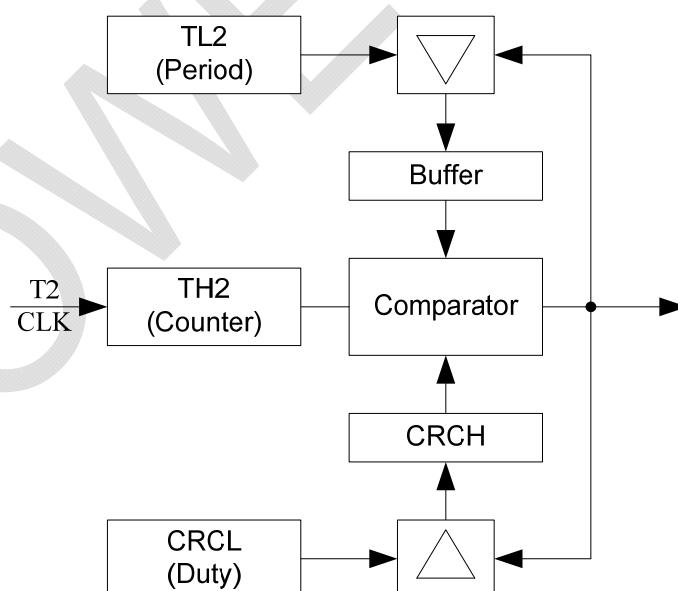 TL2
(Period)
Buffer
T2
CLK
TH2
(Counter)
Comparator
CRCH
CRCL
(Duty)